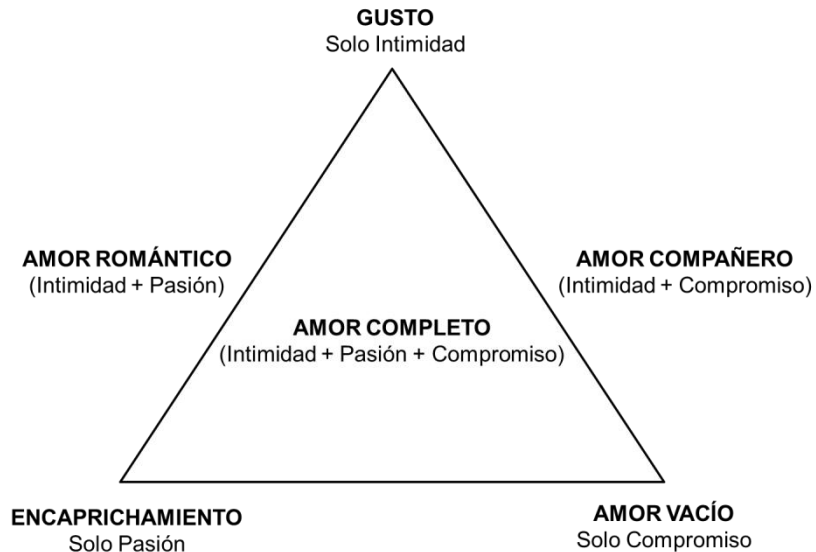 GUSTO
Solo Intimidad
AMOR ROMÁNTICO
(Intimidad + Pasión)
AMOR COMPAÑERO
(Intimidad + Compromiso)
AMOR COMPLETO
(Intimidad + Pasión + Compromiso)
ENCAPRICHAMIENTO
Solo Pasión
AMOR VACÍO
Solo Compromiso